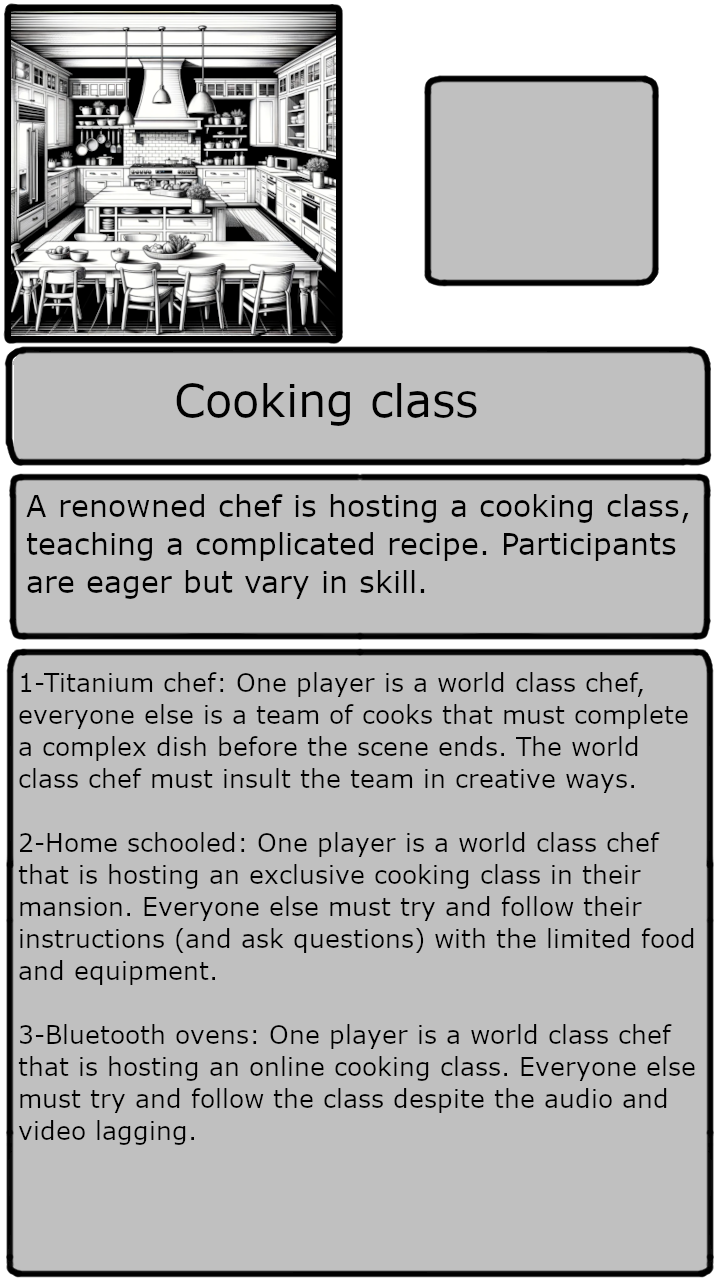 Cooking class
A renowned chef is hosting a cooking class,
teaching a complicated recipe. Participants
are eager but vary in skill.
1-Titanium chef: One player is a world class chef,
everyone else is a team of cooks that must complete
a complex dish before the scene ends. The world
class chef must insult the team in creative ways.
2-Home schooled: One player is a world class chef
that is hosting an exclusive cooking class in their
mansion. Everyone else must try and follow their
instructions (and ask questions) with the limited food
and equipment.
3-Bluetooth ovens: One player is a world class chef
that is hosting an online cooking class. Everyone else
must try and follow the class despite the audio and
video lagging.